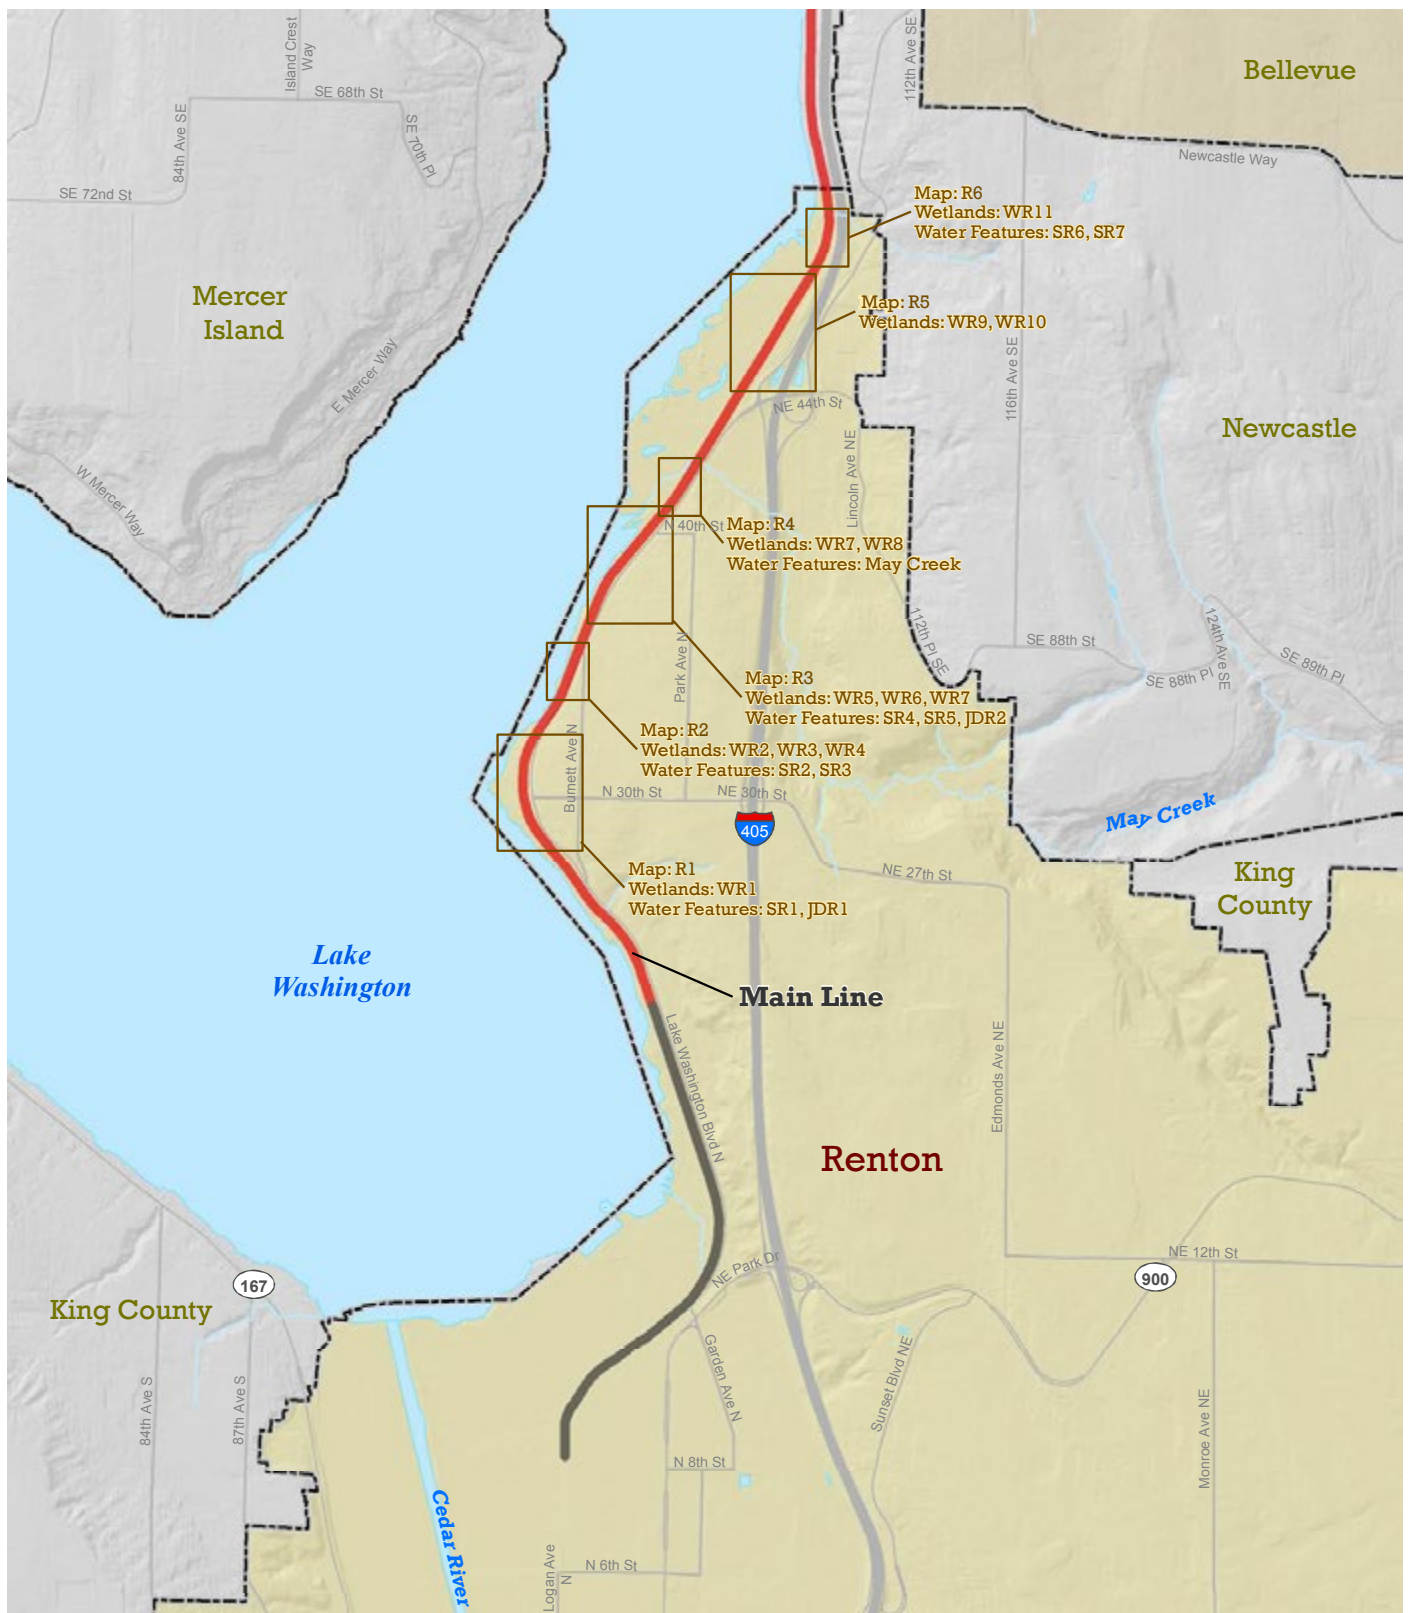 Island Crest
Way
SE 68th St
84th Ave SE
SE 70th Pl
SE 72nd St
112th Ave SE
Bellevue
Newcastle Way
Map: R6
Wetlands: WR11
Water Features: SR6, SR7
Mercer
Island
Map: R5
Wetlands: WR9, WR10
E Mercer Way
116th Ave SE
NE 44th St
Newcastle
Lincoln Ave NE
W Mercer Way
N 40th St
Map: R4
Wetlands: WR7, WR8
Water Features: May Creek
112th Pl SE
124th Ave SE
SE 88th St
SE 89th Pl
SE 88th Pl
Park Ave N
Map: R3
Wetlands: WR5, WR6, WR7
Water Features: SR4, SR5, JDR2
Map: R2
Wetlands: WR2, WR3, WR4
Water Features: SR2, SR3
Burnett Ave N
N 30th St
NE 30th St
405
May Creek
Map: R1
Wetlands: WR1
Water Features: SR1, JDR1
NE 27th St
King
County
Lake
Washington
Main Line
Lake Washington Blvd N
Edmonds Ave NE
Renton
NE 12th St
NE Park Dr
900
167
King County
Garden Ave N
Sunset Blvd NE
84th Ave S
87th Ave S
Monroe Ave NE
N 8th St
Cedar River
N 6th St
Logan Ave
N